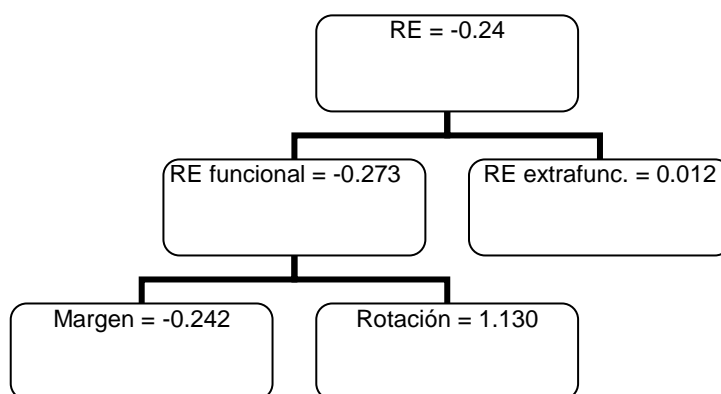 RE = -0.24
RE funcional = -0.273
RE extrafunc. = 0.012
Margen = -0.242
Rotación = 1.130